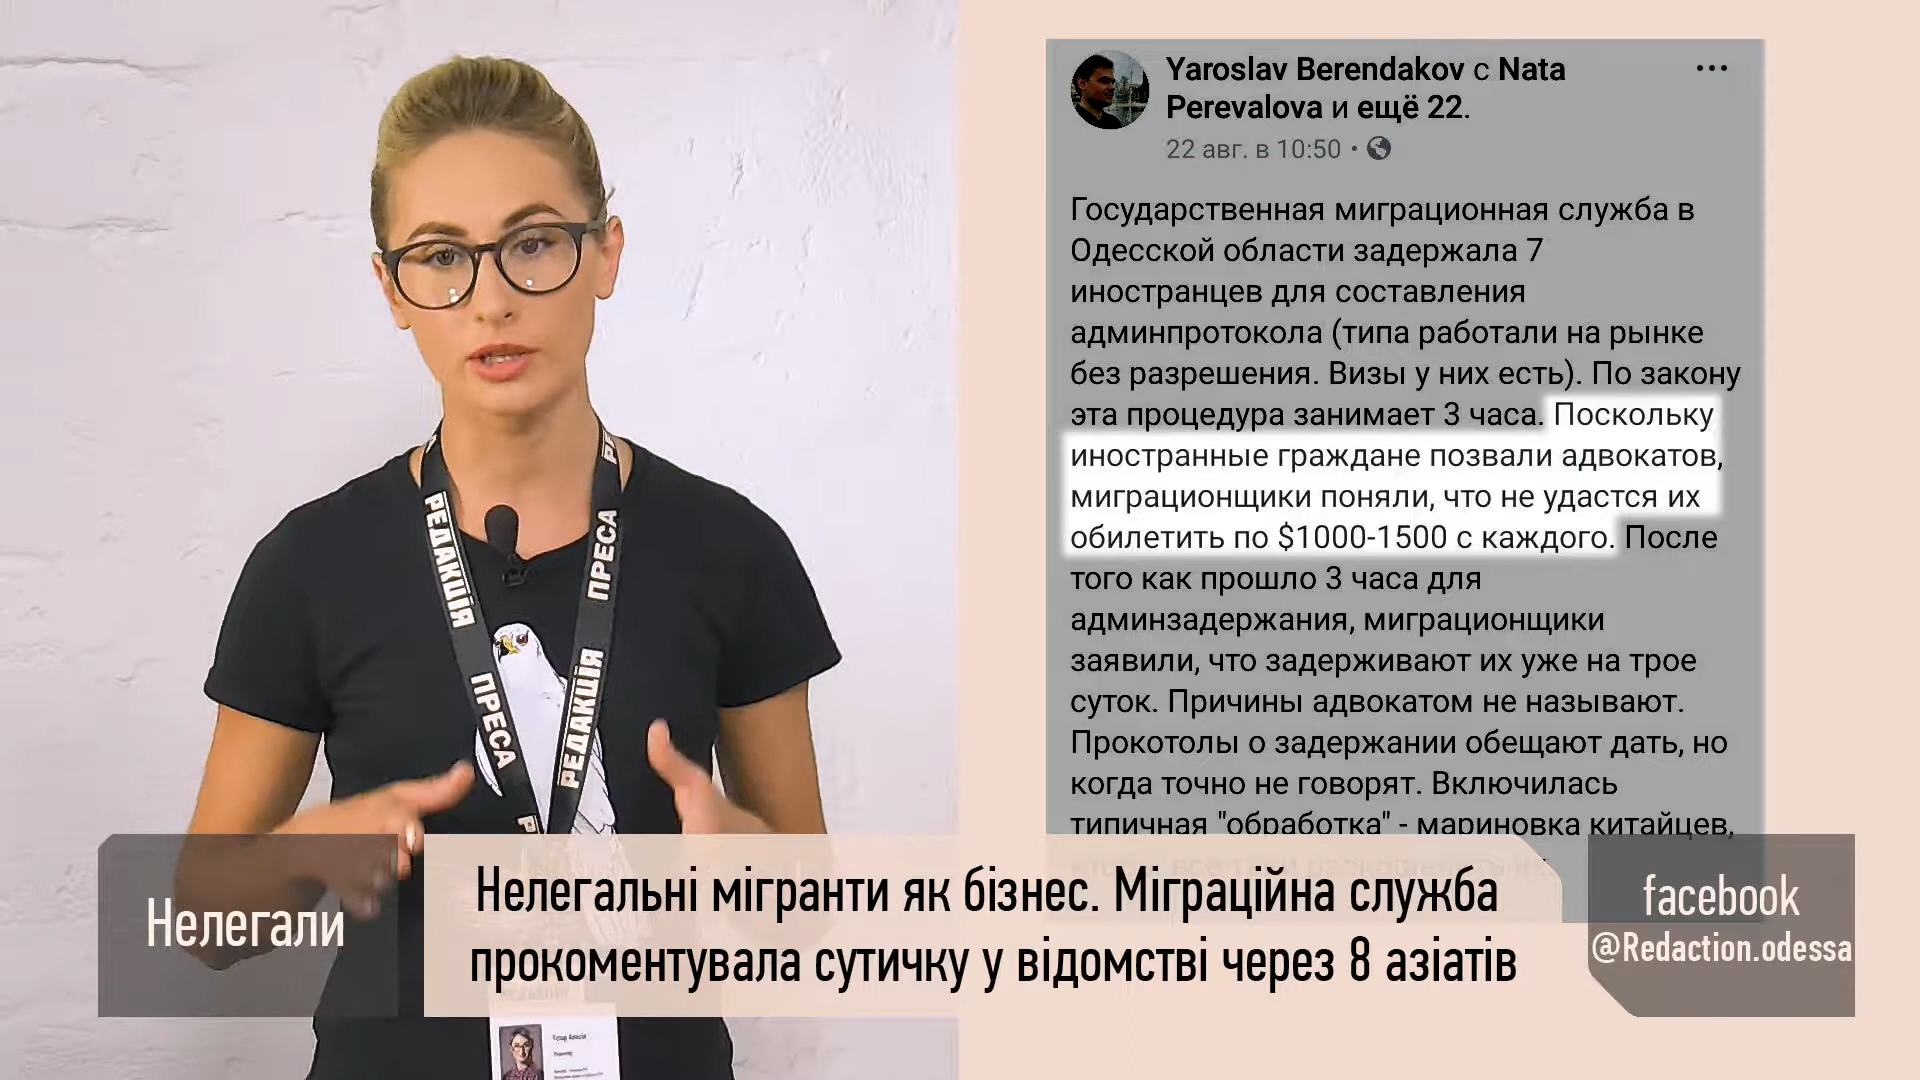 Yaroslav Berendakov с Nata
Perevalova и ещё 22.
22 авг. в 10:50
Государственная миграционная служба в
Одесской области задержала 7
иностранцев для составления
админпротокола (типа работали на рынке
без разрешения. Визы у них есть). По закону
эта процедура занимает 3 часа. Поскольку
иностранные граждане позвали адвокатов,
миграционщики поняли, что не удастся их
обилетить по $1000-1500 с каждого. После
того как прошло 3 часа для
админзадержания, миграционщики
заявили, что задерживают их уже на трое
суток. Причины адвокатом не называют.
Прокотолы о задержании обещают дать, но
когда точно не говорят. Включилась
типичная "обработка" - мариновка китайцев,
РЕДАКЦІЯ
ПРЕСА
ПРЕСА
РЕДАКЦІЯ
Нелегали
Нелегальні мігранти як бізнес. Міграційна служба
прокоментувала сутичку у відомстві через 8 азіатів
facebook
@Redaction.odessa